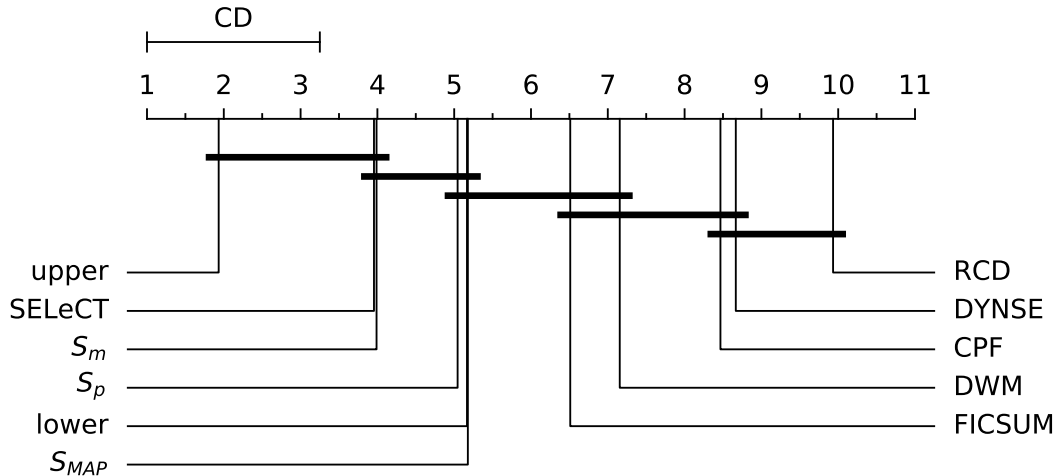 CD
1 2 3 4 5 6 7 8 9 10 11
upper RCD
SELeCT DYNSE
S_m CPF
S_p DWM
lower FICSUM
S_MAP